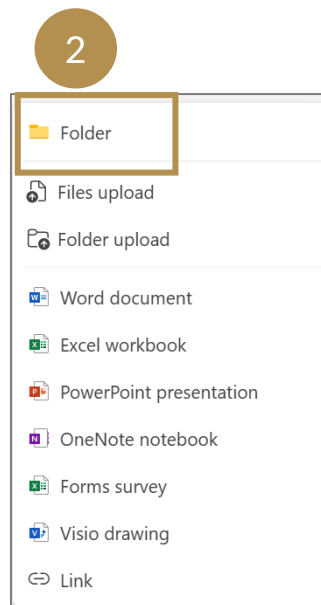 2
Folder
Files upload
Folder upload
Word document
Excel workbook
PowerPoint presentation
OneNote notebook
Forms survey
Visio drawing
Link